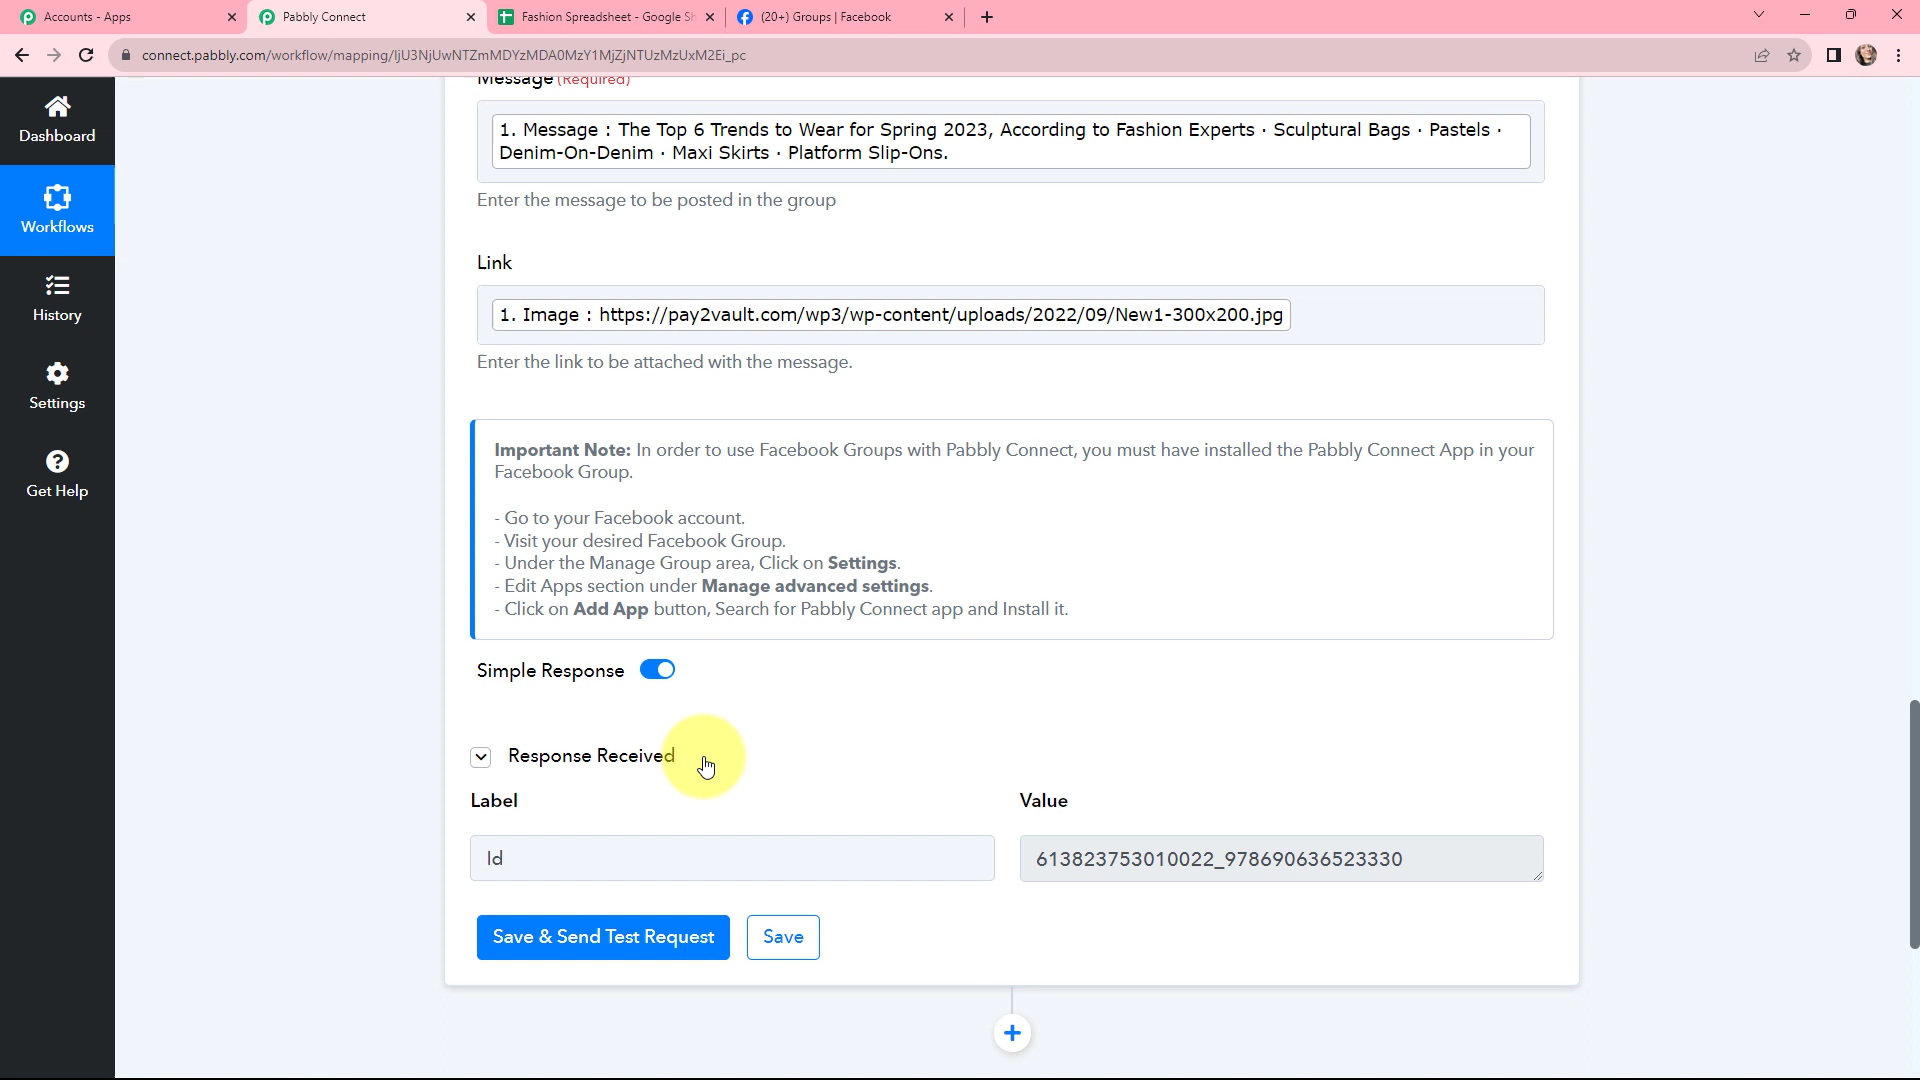 Accounts - Apps
Pabbly Connect
Fashion Spreadsheet - Google Sh
(20+) Groups | Facebook
connect.pabbly.com/workflow/mapping/IjU3NjUwNTZmMDYzMDA0MzY1MjZjNTUzMzUxM2Ei_pc
Dashboard
Workflows
History
Settings
Get Help
Message (Required)
1. Message : The Top 6 Trends to Wear for Spring 2023, According to Fashion Experts · Sculptural Bags · Pastels ·
Denim-On-Denim · Maxi Skirts · Platform Slip-Ons.
Enter the message to be posted in the group
Link
1. Image : https://pay2vault.com/wp3/wp-content/uploads/2022/09/New1-300x200.jpg
Enter the link to be attached with the message.
Important Note: In order to use Facebook Groups with Pabbly Connect, you must have installed the Pabbly Connect App in your
Facebook Group.
- Go to your Facebook account.
- Visit your desired Facebook Group.
- Under the Manage Group area, Click on Settings.
- Edit Apps section under Manage advanced settings.
- Click on Add App button, Search for Pabbly Connect app and Install it.
Simple Response
Response Received
Label
Value
Id
613823753010022_978690636523330
Save & Send Test Request
Save